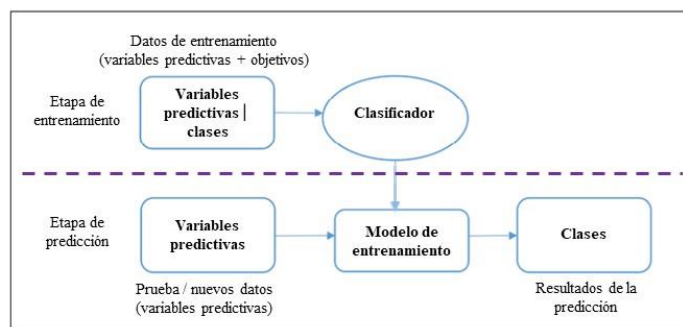 Datos de entrenamiento
(variables predictivas + objetivos)
Etapa de
entrenamiento
Variables
predictivas |
clases
Clasificador
Etapa de
predicción
Variables
predictivas
Modelo de
entrenamiento
Clases
Prueba / nuevos datos
(variables predictivas)
Resultados de la
predicción